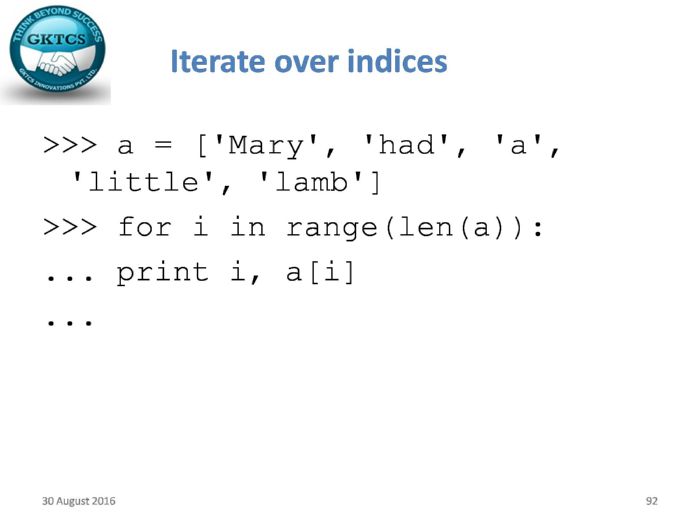 THINK BEYOND SUCCESS
GKTCS
GKTCS INNOVATIONS PVT. LTD.
Iterate over indices
>>> a = ['Mary', 'had', 'a',
'little', 'lamb']
>>> for i in range(len(a)):
... print i, a[i]
...
30 August 2016
92